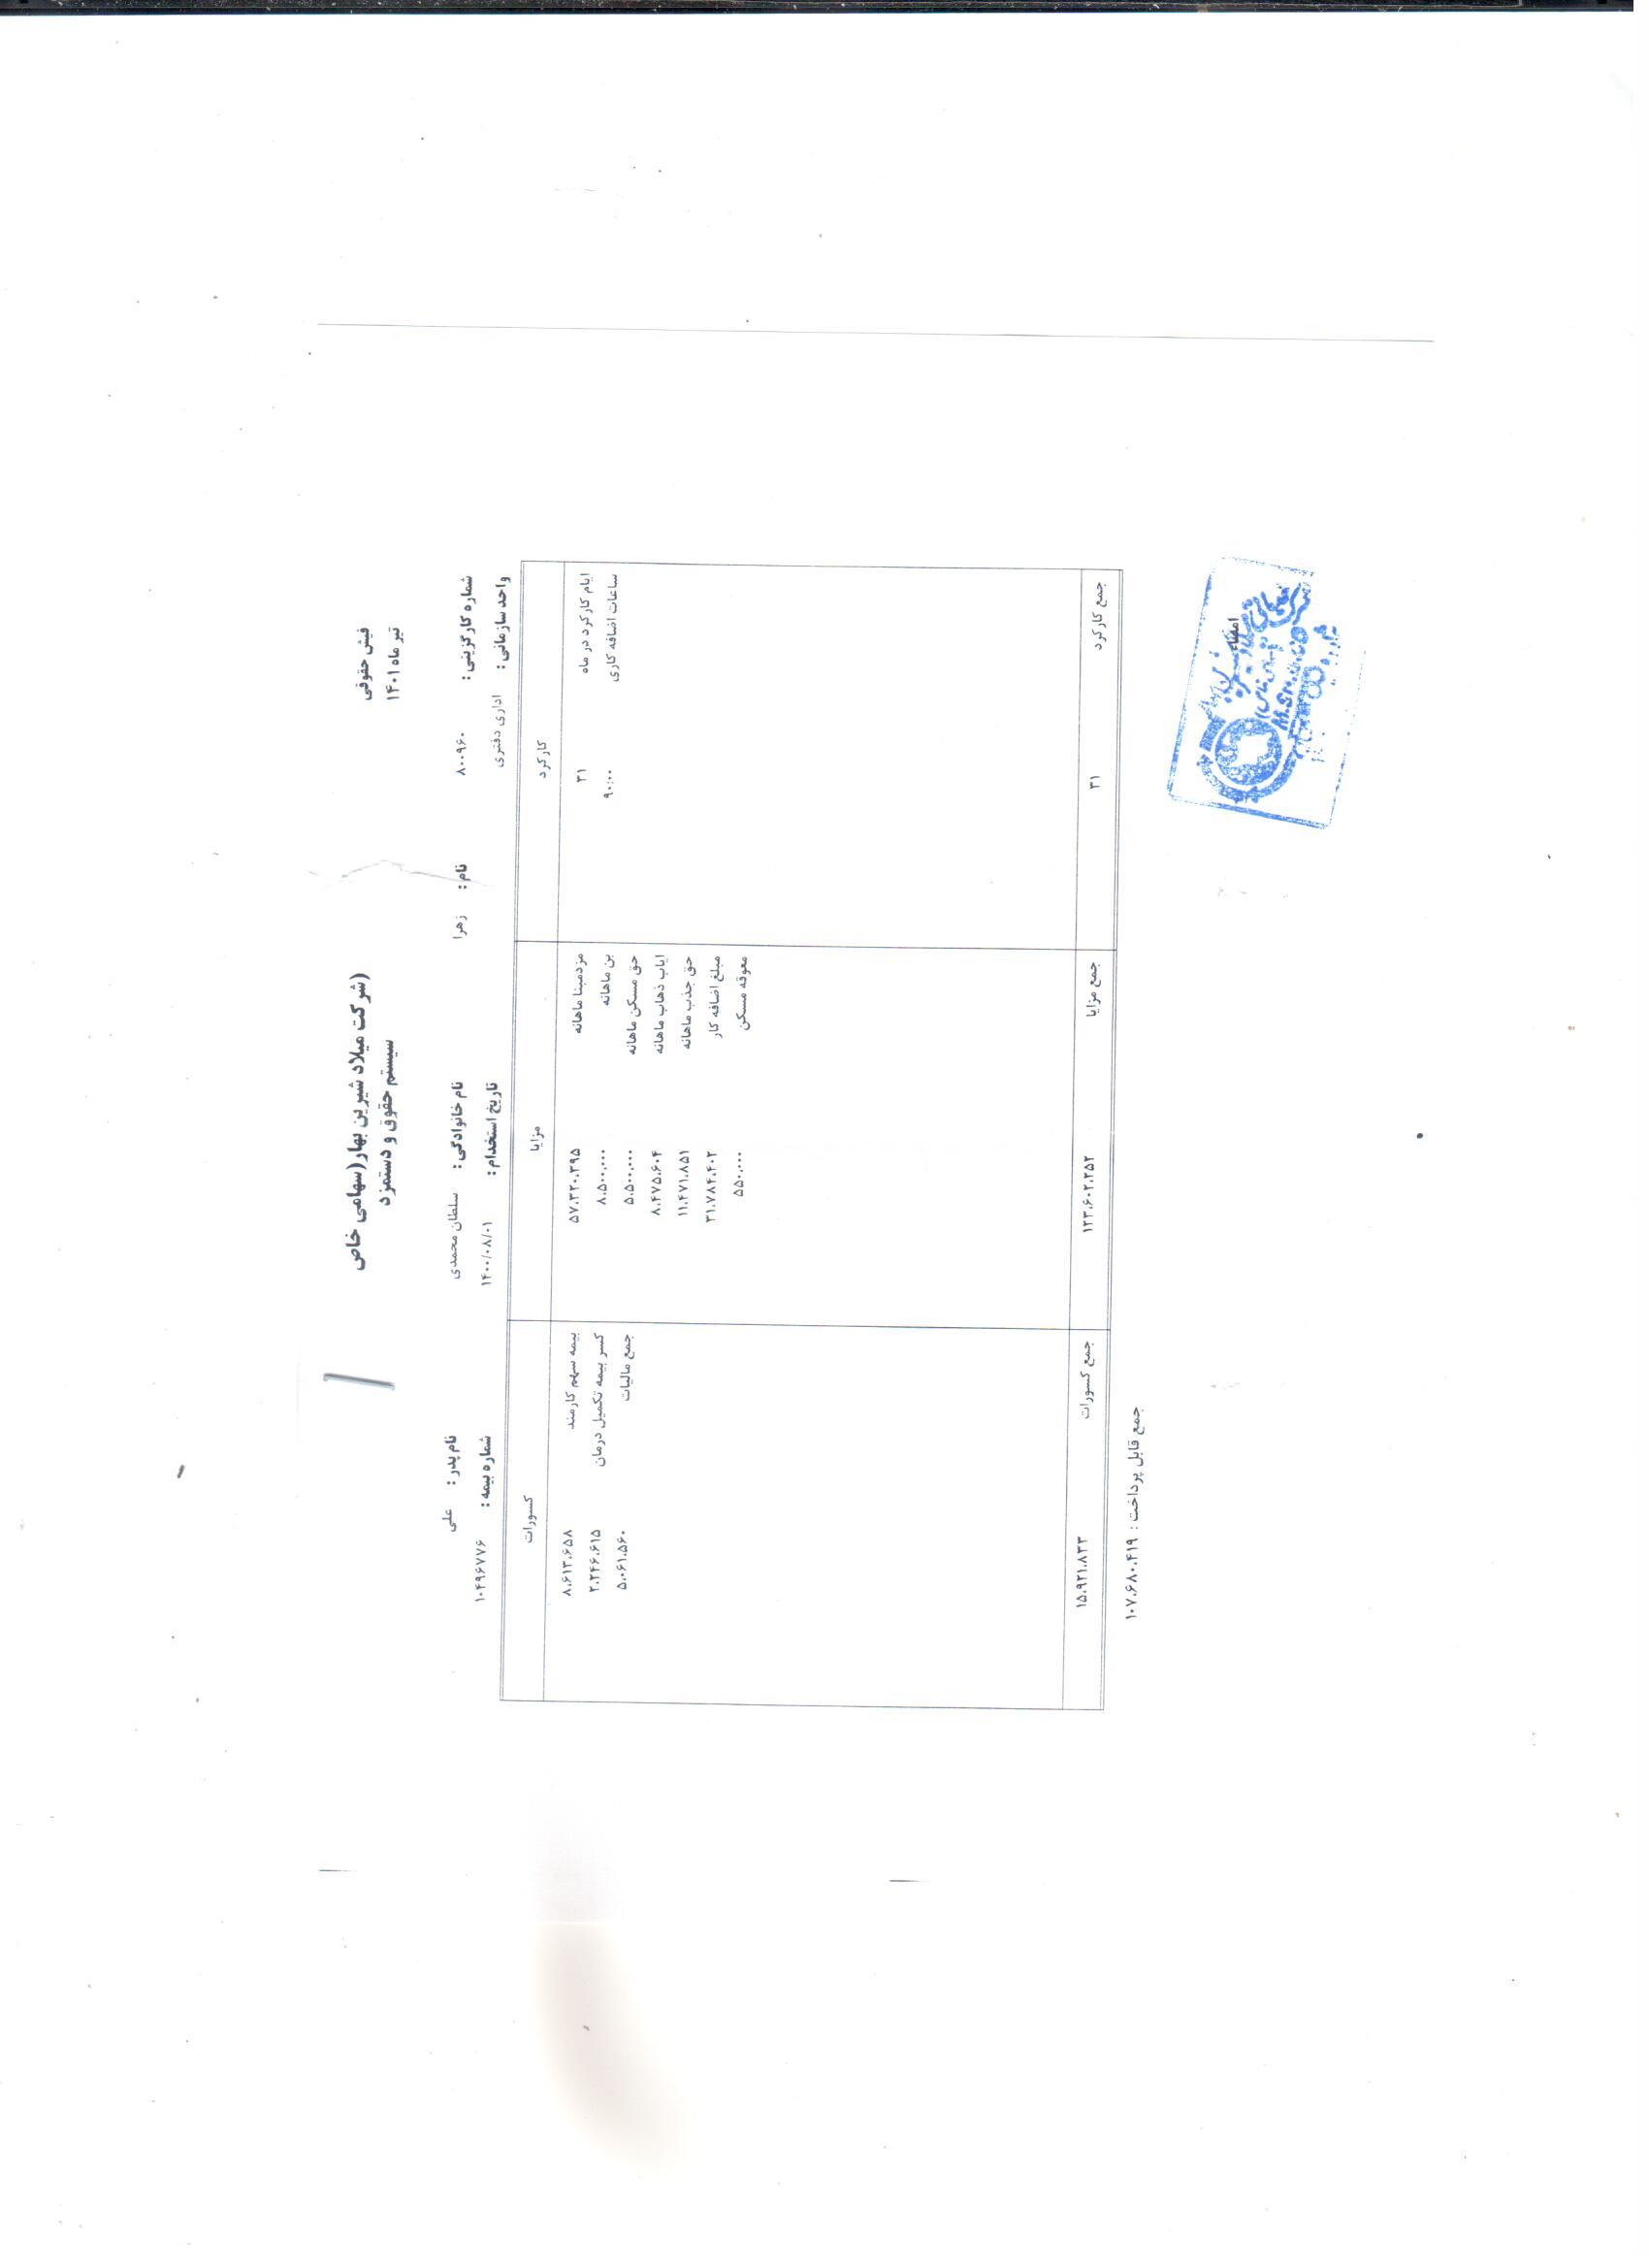 فیش حقوقی
تیر ماه ۱۴۰۱
(شرکت میلاد شیرین بهار(سهامی خاص
سیستم حقوق و دستمزد
شماره کارگزینی : ۸۰۰۹۶۰ نام : زهرا نام خانوادگی : سلطان محمدی نام پدر : علی
واحد سازمانی : اداری دفتری تاریخ استخدام : ۱۴۰۰/۰۸/۰۱ شماره بیمه : ۱۰۴۹۶۷۷۶
کارکرد مزایا کسورات
ایام کارکرد در ماه ۳۱ مزدمبنا ماهانه ۵۷.۳۲۰.۳۹۵ بیمه سهم کارمند ۸.۶۱۳.۶۵۸
ساعات اضافه کاری ۹۰:۰۰ بن ماهانه ۸.۵۰۰.۰۰۰ کسر بیمه تکمیل درمان ۲.۲۴۶.۶۱۵
حق مسکن ماهانه ۵.۵۰۰.۰۰۰ جمع مالیات ۵.۰۶۱.۵۶۰
ایاب ذهاب ماهانه ۸.۴۷۵.۶۰۴
حق جذب ماهانه ۱۱.۴۷۱.۸۵۱
مبلغ اضافه کار ۳۱.۷۸۴.۴۰۲
معوقه مسکن ۵۵۰.۰۰۰
جمع کارکرد ۳۱ جمع مزایا ۱۲۳.۶۰۲.۲۵۲ جمع کسورات ۱۵.۹۲۱.۸۳۳
جمع قابل پرداخت : ۱۰۷.۶۸۰.۴۱۹
امضاء